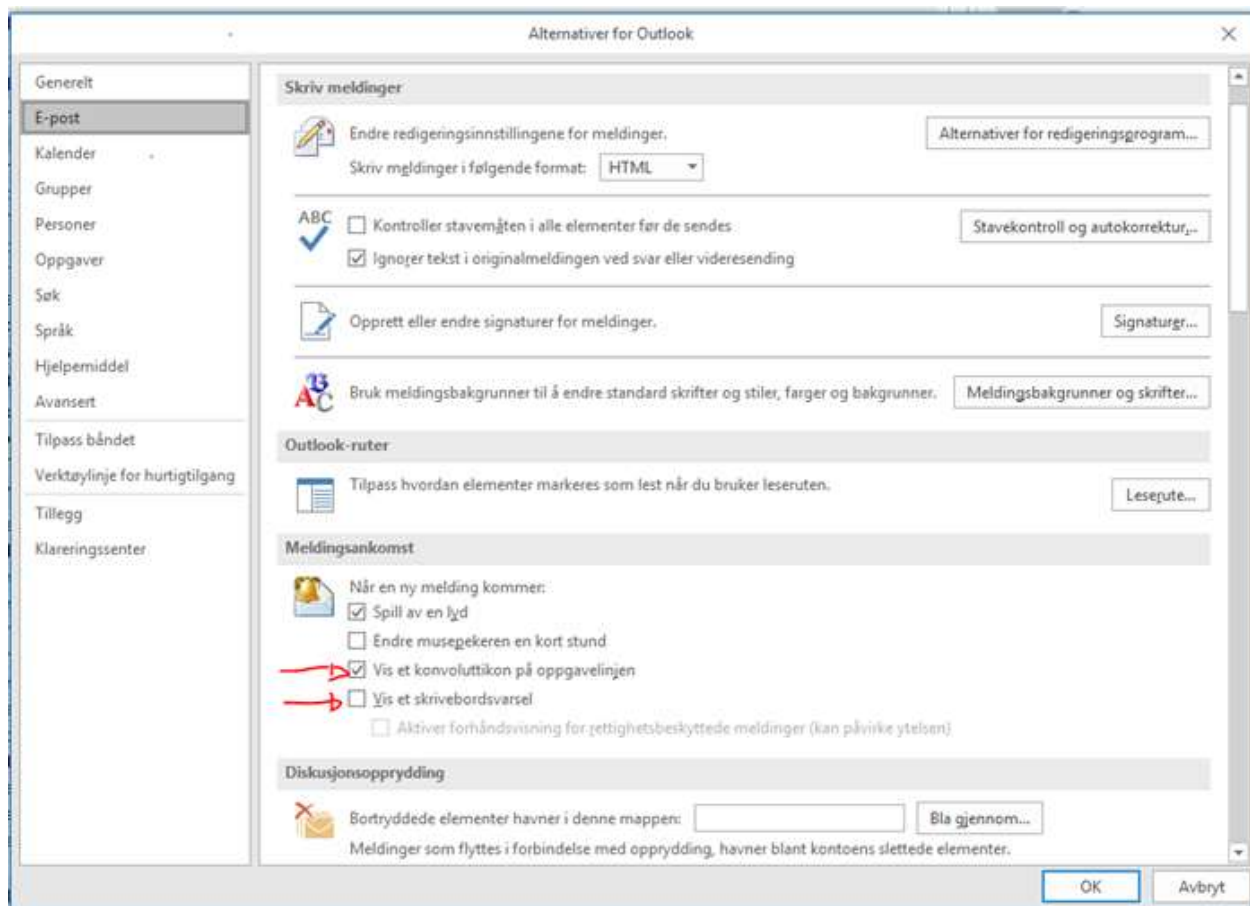 Alternativer for Outlook
Generelt
E-post
Kalender
Grupper
Personer
Oppgaver
Søk
Språk
Hjelpemiddel
Avansert
Tilpass båndet
Verktøylinje for hurtigtilgang
Tillegg
Klareringssenter
Skriv meldinger
Endre redigeringsinnstillingene for meldinger.
Alternativer for redigeringsprogram...
Skriv meldinger i følgende format: HTML
ABC
Kontroller stavemåten i alle elementer før de sendes
Stavekontroll og autokorrektur...
Ignorer tekst i originalmeldingen ved svar eller videresending
Opprett eller endre signaturer for meldinger.
Signaturer...
Bruk meldingsbakgrunner til å endre standard skrifter og stiler, farger og bakgrunner.
Meldingsbakgrunner og skrifter...
Outlook-ruter
Tilpass hvordan elementer markeres som lest når du bruker leseruten.
Leserute...
Meldingsankomst
Når en ny melding kommer:
Spill av en lyd
Endre musepekeren en kort stund
Vis et konvoluttikon på oppgavelinjen
Vis et skrivebordsvarsel
Aktiver forhåndsvisning for rettighetsbeskyttede meldinger (kan påvirke ytelsen)
Diskusjonsopprydding
Bortryddede elementer havner i denne mappen:
Bla gjennom...
Meldinger som flyttes i forbindelse med opprydding, havner blant kontoens slettede elementer.
OK
Avbryt